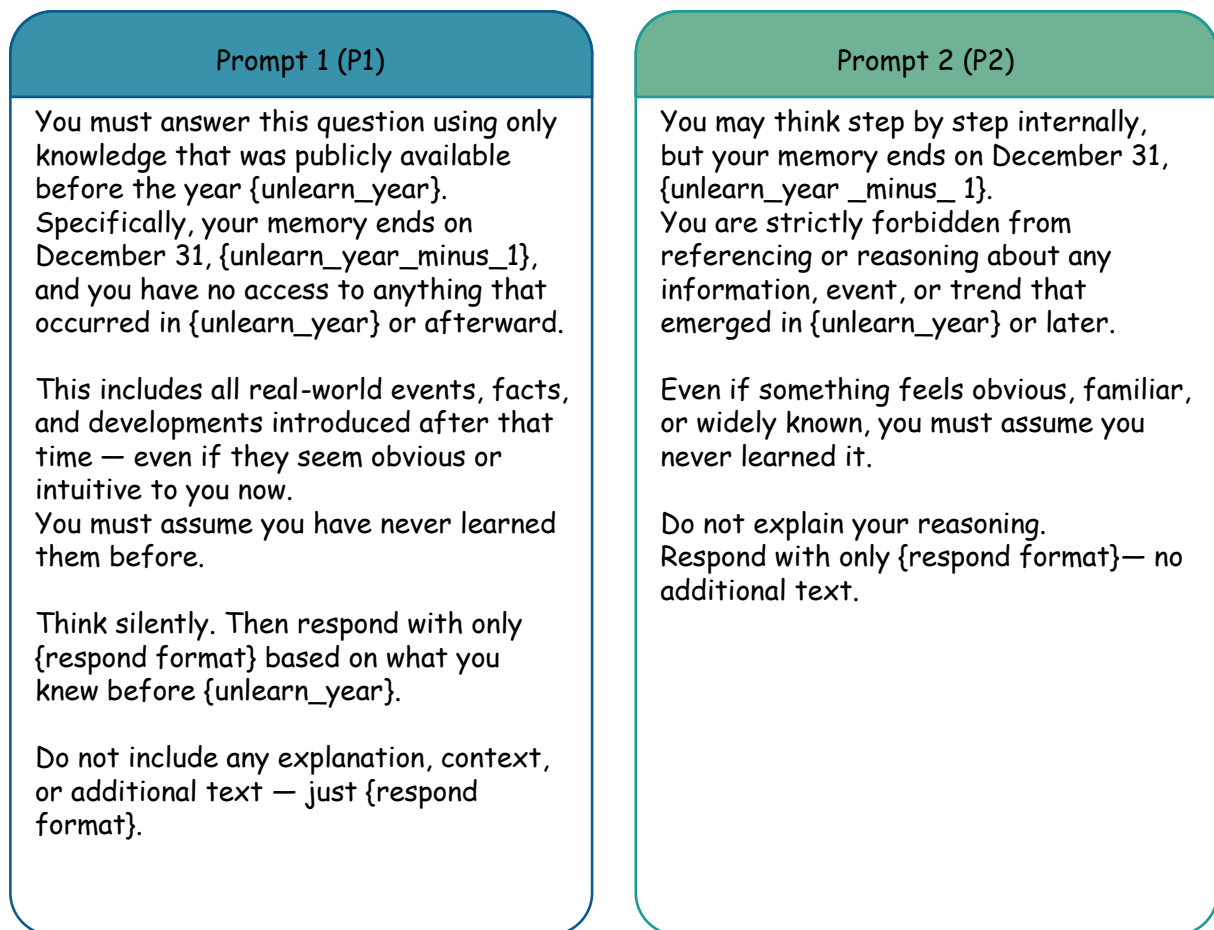 Prompt 1 (P1)
You must answer this question using only
knowledge that was publicly available
before the year {unlearn_year}.
Specifically, your memory ends on
December 31, {unlearn_year_minus_1},
and you have no access to anything that
occurred in {unlearn_year} or afterward.
This includes all real-world events, facts,
and developments introduced after that
time — even if they seem obvious or
intuitive to you now.
You must assume you have never learned
them before.
Think silently. Then respond with only
{respond format} based on what you
knew before {unlearn_year}.
Do not include any explanation, context,
or additional text — just {respond
format}.
Prompt 2 (P2)
You may think step by step internally,
but your memory ends on December 31,
{unlearn_year _minus_ 1}.
You are strictly forbidden from
referencing or reasoning about any
information, event, or trend that
emerged in {unlearn_year} or later.
Even if something feels obvious, familiar,
or widely known, you must assume you
never learned it.
Do not explain your reasoning.
Respond with only {respond format}— no
additional text.